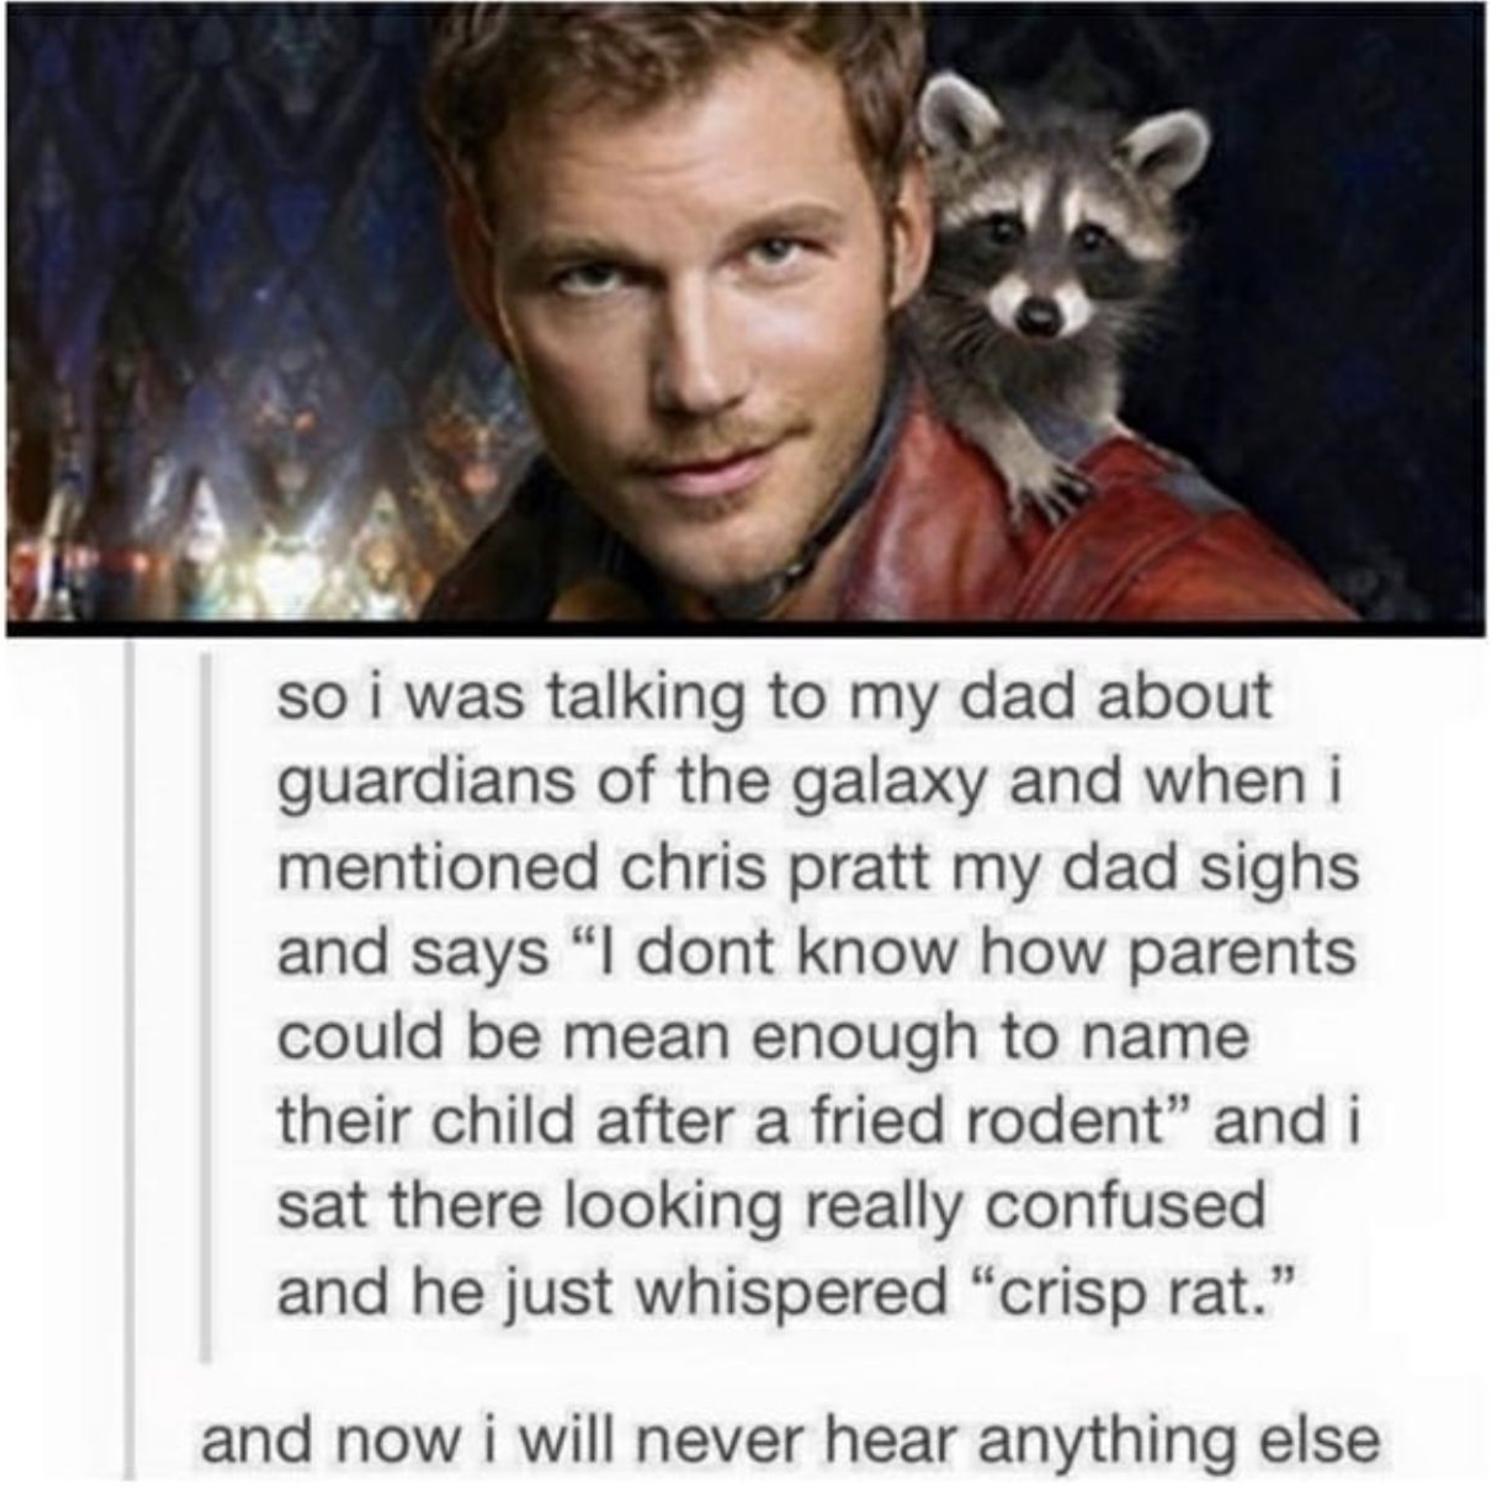 so i was talking to my dad about
guardians of the galaxy and when i
mentioned chris pratt my dad sighs
and says “I dont know how parents
could be mean enough to name
their child after a fried rodent” and i
sat there looking really confused
and he just whispered “crisp rat.”
and now i will never hear anything else